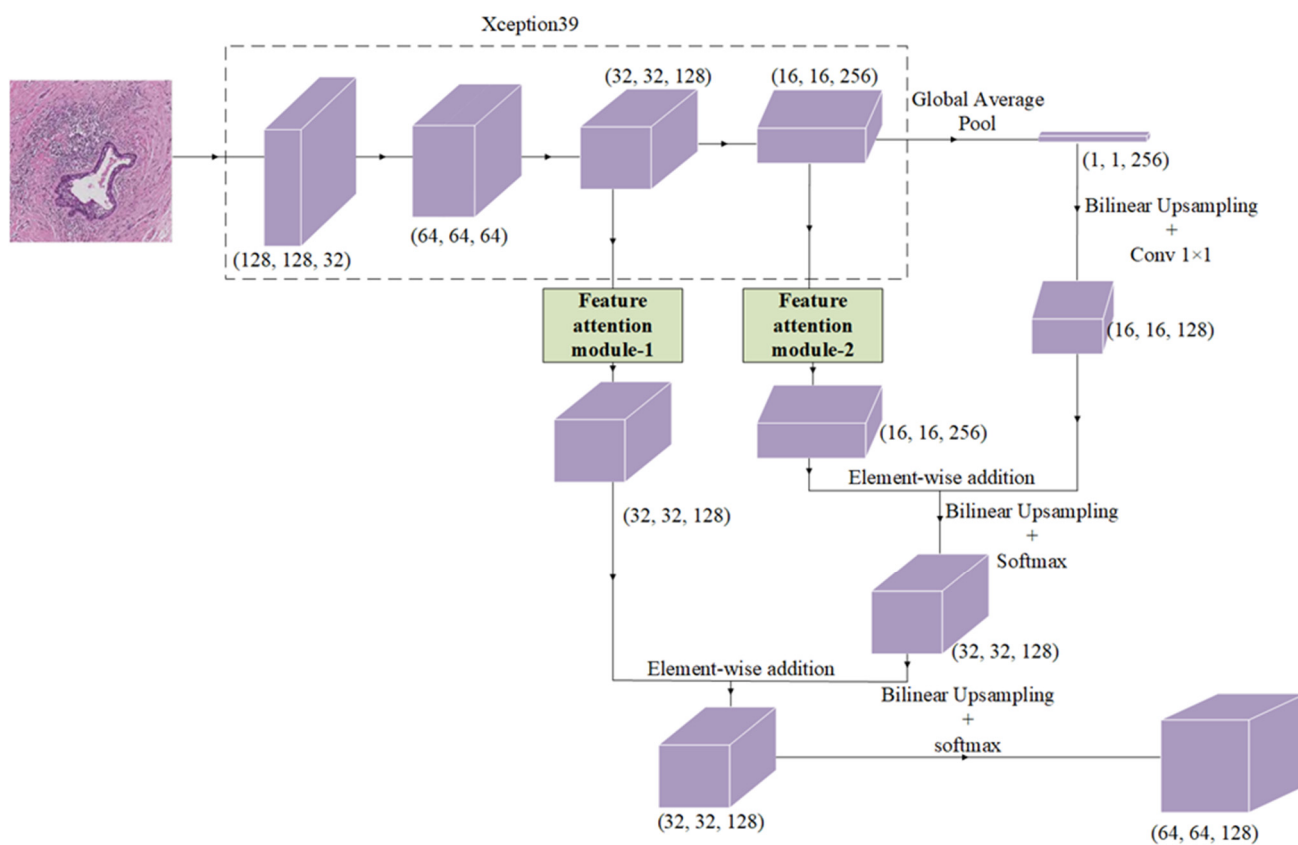 Xception39
(32, 32, 128)
(16, 16, 256)
Global Average
Pool
(1, 1, 256)
(128, 128, 32)
(64, 64, 64)
Bilinear Upsampling
+
Conv 1×1
Feature
attention
module-1
Feature
attention
module-2
(16, 16, 128)
(16, 16, 256)
Element-wise addition
(32, 32, 128)
Bilinear Upsampling
+
Softmax
(32, 32, 128)
Element-wise addition
Bilinear Upsampling
+
softmax
(32, 32, 128)
(64, 64, 128)